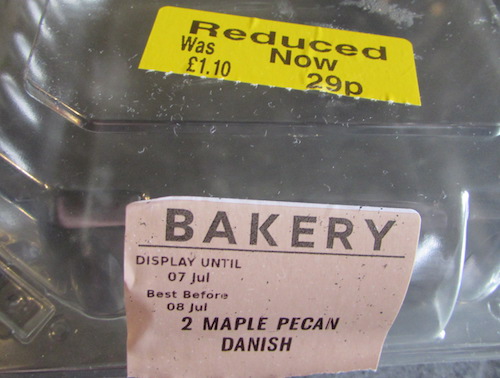 Reduced
Was Now
£1.10 29p
BAKERY
DISPLAY UNTIL
07 Jul
Best Before
08 Jul
2 MAPLE PECAN
DANISH